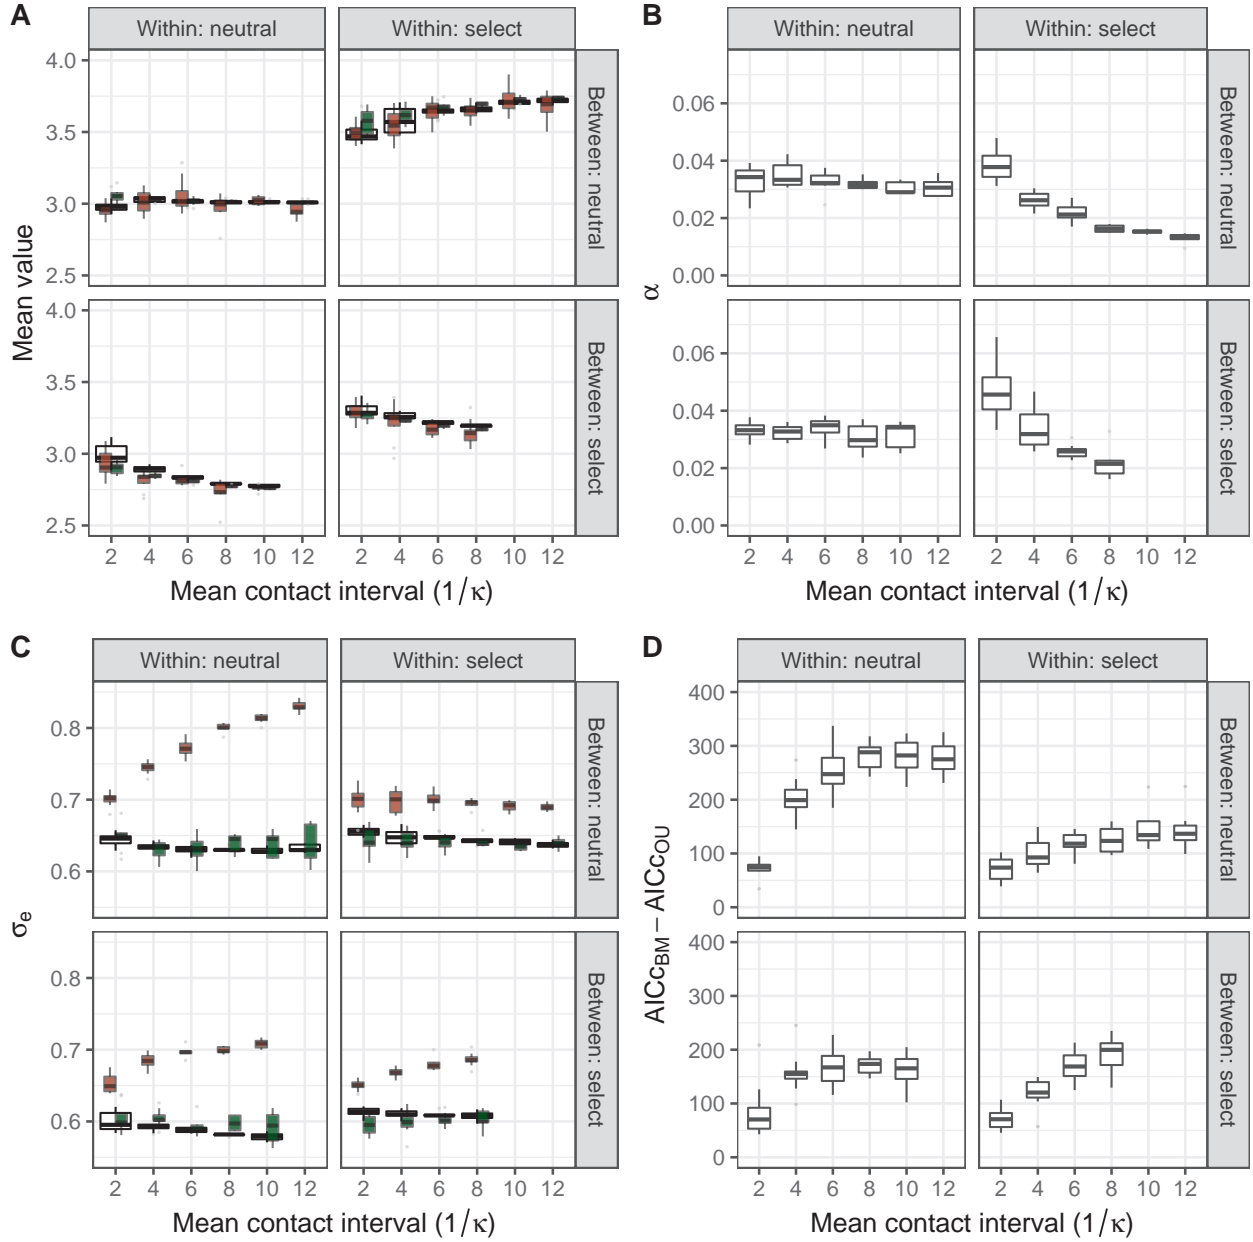 A
Within: neutral
Within: select
Mean value
4.0
3.5
3.0
2.5
Between: neutral
4.0
3.5
3.0
2.5
Between: select
2 4 6 8 10 12
2 4 6 8 10 12
Mean contact interval (1/κ)
B
Within: neutral
Within: select
α
0.06
0.04
0.02
0.00
Between: neutral
0.06
0.04
0.02
0.00
Between: select
2 4 6 8 10 12
2 4 6 8 10 12
Mean contact interval (1/κ)
C
Within: neutral
Within: select
σe
0.8
0.7
0.6
Between: neutral
0.8
0.7
0.6
Between: select
2 4 6 8 10 12
2 4 6 8 10 12
Mean contact interval (1/κ)
D
Within: neutral
Within: select
AICcBM − AICcOU
400
300
200
100
0
Between: neutral
400
300
200
100
0
Between: select
2 4 6 8 10 12
2 4 6 8 10 12
Mean contact interval (1/κ)